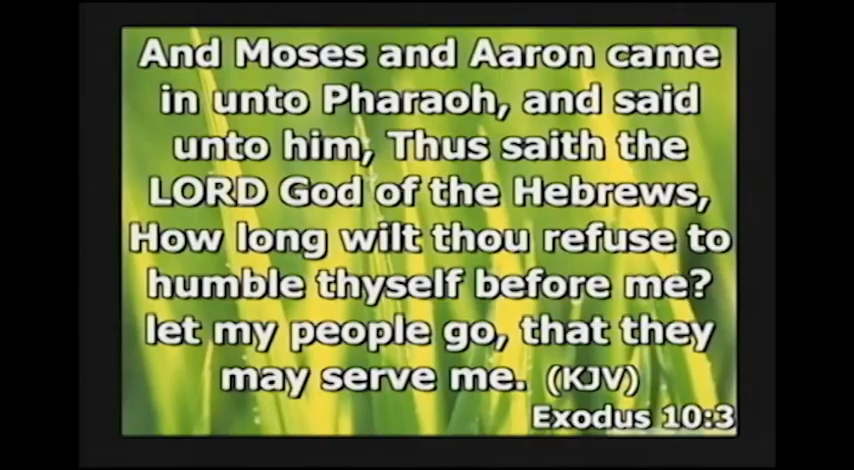 And Moses and Aaron came
in unto Pharaoh, and said
unto him, Thus saith the
LORD God of the Hebrews,
How long wilt thou refuse to
humble thyself before me?
let my people go, that they
may serve me. (KJV)
Exodus 10:3